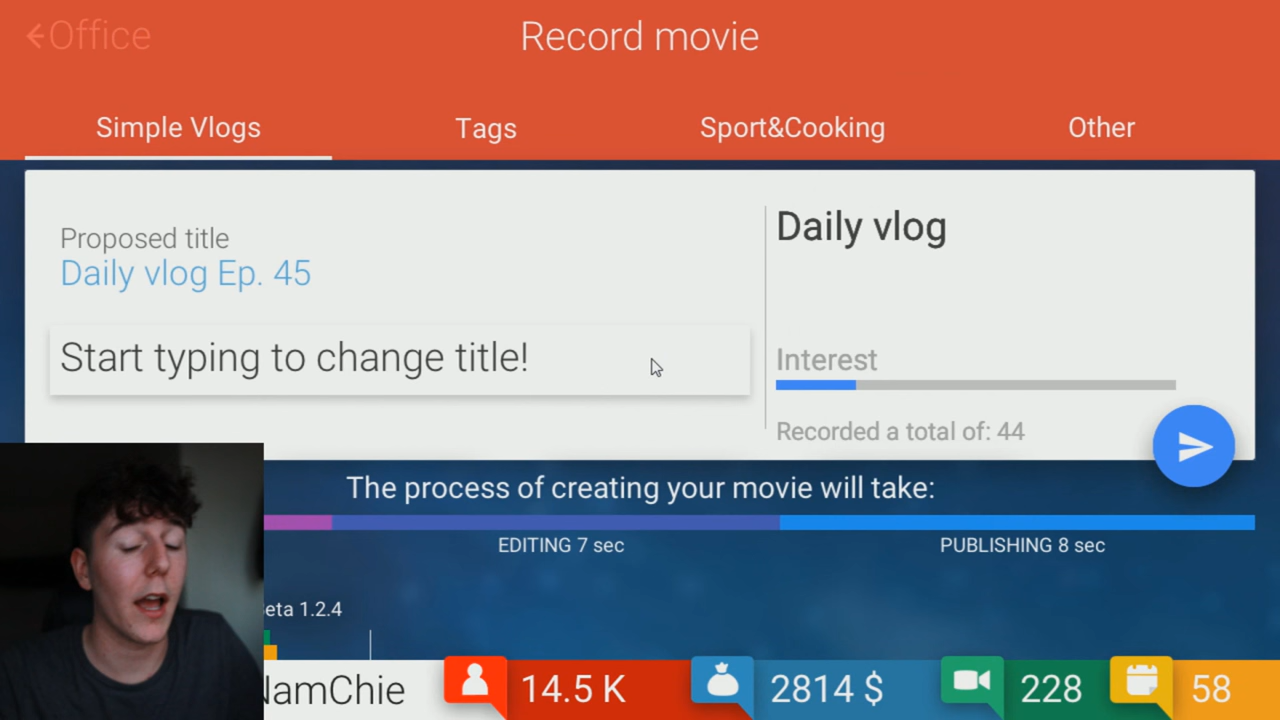 Office
Record movie
Simple Vlogs
Tags
Sport&Cooking
Other
Proposed title
Daily vlog Ep. 45
Start typing to change title!
Daily vlog
Interest
Recorded a total of: 44
The process of creating your movie will take:
EDITING 7 sec
PUBLISHING 8 sec
eta 1.2.4
NamChie
14.5 K
2814 $
228
58